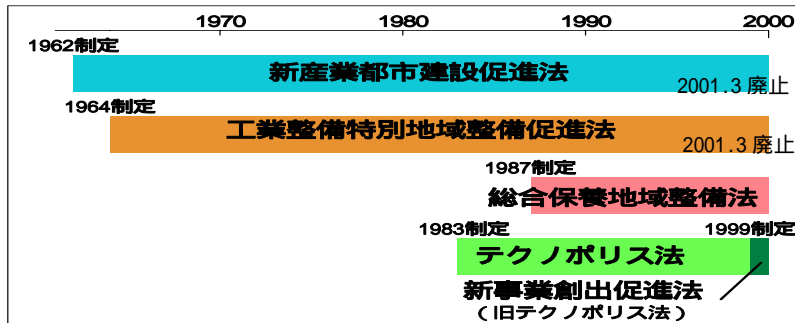 1970 1980 1990 2000
1962制定
新産業都市建設促進法
2001.3 廃止
1964制定
工業整備特別地域整備促進法
2001.3 廃止
1987制定
総合保養地域整備法
1983制定 1999制定
テクノポリス法
新事業創出促進法
(旧テクノポリス法)